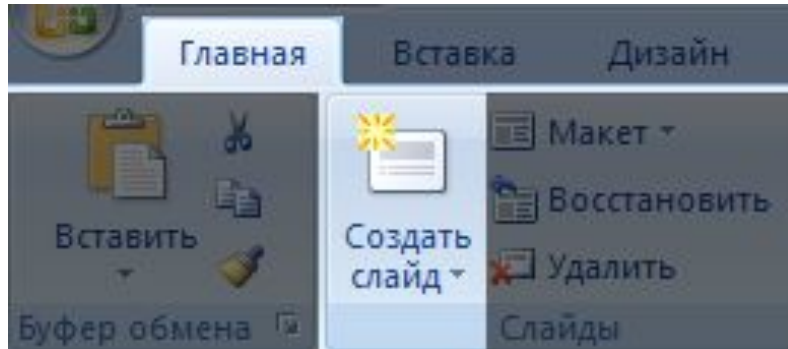 Главная Вставка Дизайн
Вставить
Буфер обмена
Создать
слайд
Макет
Восстановить
Удалить
Слайды